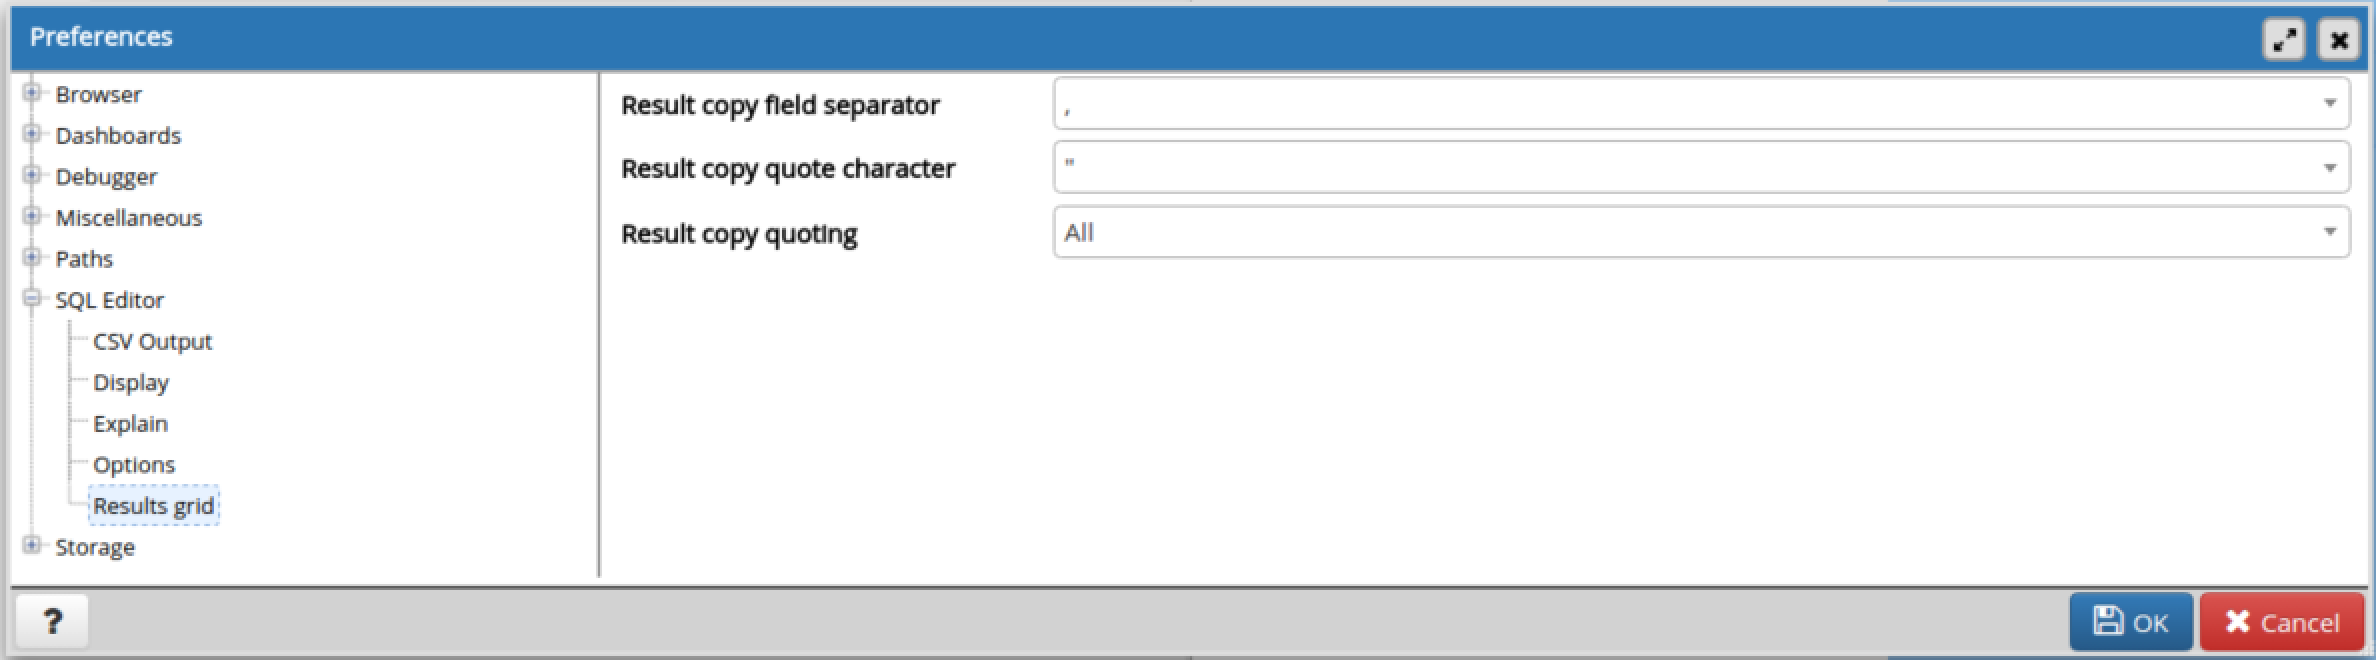 Preferences
Browser
Dashboards
Debugger
Miscellaneous
Paths
SQL Editor
CSV Output
Display
Explain
Options
Results grid
Storage
Result copy field separator
,
Result copy quote character
"
Result copy quoting
All
?
OK
Cancel